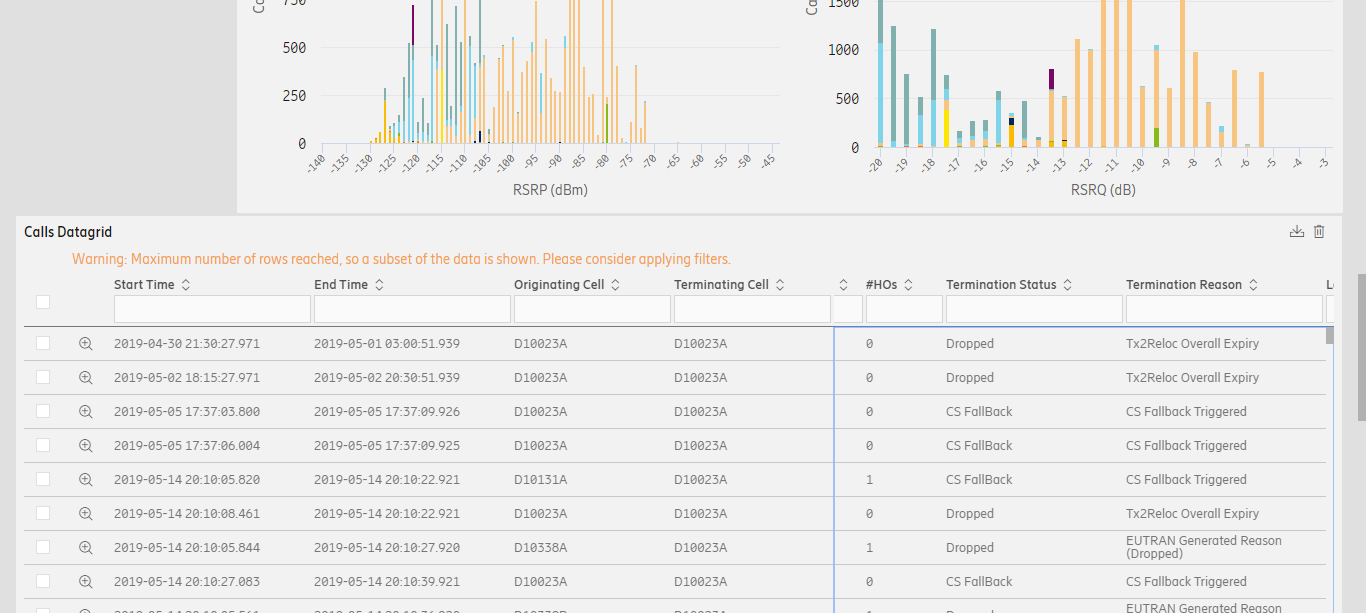 Co
750
500
250
0
-140 -135 -130 -125 -120 -115 -110 -105 -100 -95 -90 -85 -80 -75 -70 -65 -60 -55 -50 -45
RSRP (dBm)
Ca
1500
1000
500
0
-20 -19 -18 -17 -16 -15 -14 -13 -12 -11 -10 -9 -8 -7 -6 -5 -4 -3
RSRQ (dB)
Calls Datagrid
Warning: Maximum number of rows reached, so a subset of the data is shown. Please consider applying filters.
Start Time End Time Originating Cell Terminating Cell #HOs Termination Status Termination Reason
2019-04-30 21:30:27.971 2019-05-01 03:00:51.939 D10023A D10023A 0 Dropped Tx2Reloc Overall Expiry
2019-05-02 18:15:27.971 2019-05-02 20:30:51.939 D10023A D10023A 0 Dropped Tx2Reloc Overall Expiry
2019-05-05 17:37:03.800 2019-05-05 17:37:09.926 D10023A D10023A 0 CS FallBack CS Fallback Triggered
2019-05-05 17:37:06.004 2019-05-05 17:37:09.925 D10023A D10023A 0 CS FallBack CS Fallback Triggered
2019-05-14 20:10:05.820 2019-05-14 20:10:22.921 D10131A D10023A 1 CS FallBack CS Fallback Triggered
2019-05-14 20:10:08.461 2019-05-14 20:10:22.921 D10023A D10023A 0 Dropped Tx2Reloc Overall Expiry
2019-05-14 20:10:05.844 2019-05-14 20:10:27.920 D10338A D10023A 1 Dropped EUTRAN Generated Reason
(Dropped)
2019-05-14 20:10:27.083 2019-05-14 20:10:39.921 D10023A D10023A 0 CS FallBack CS Fallback Triggered
EUTRAN Generated Reason